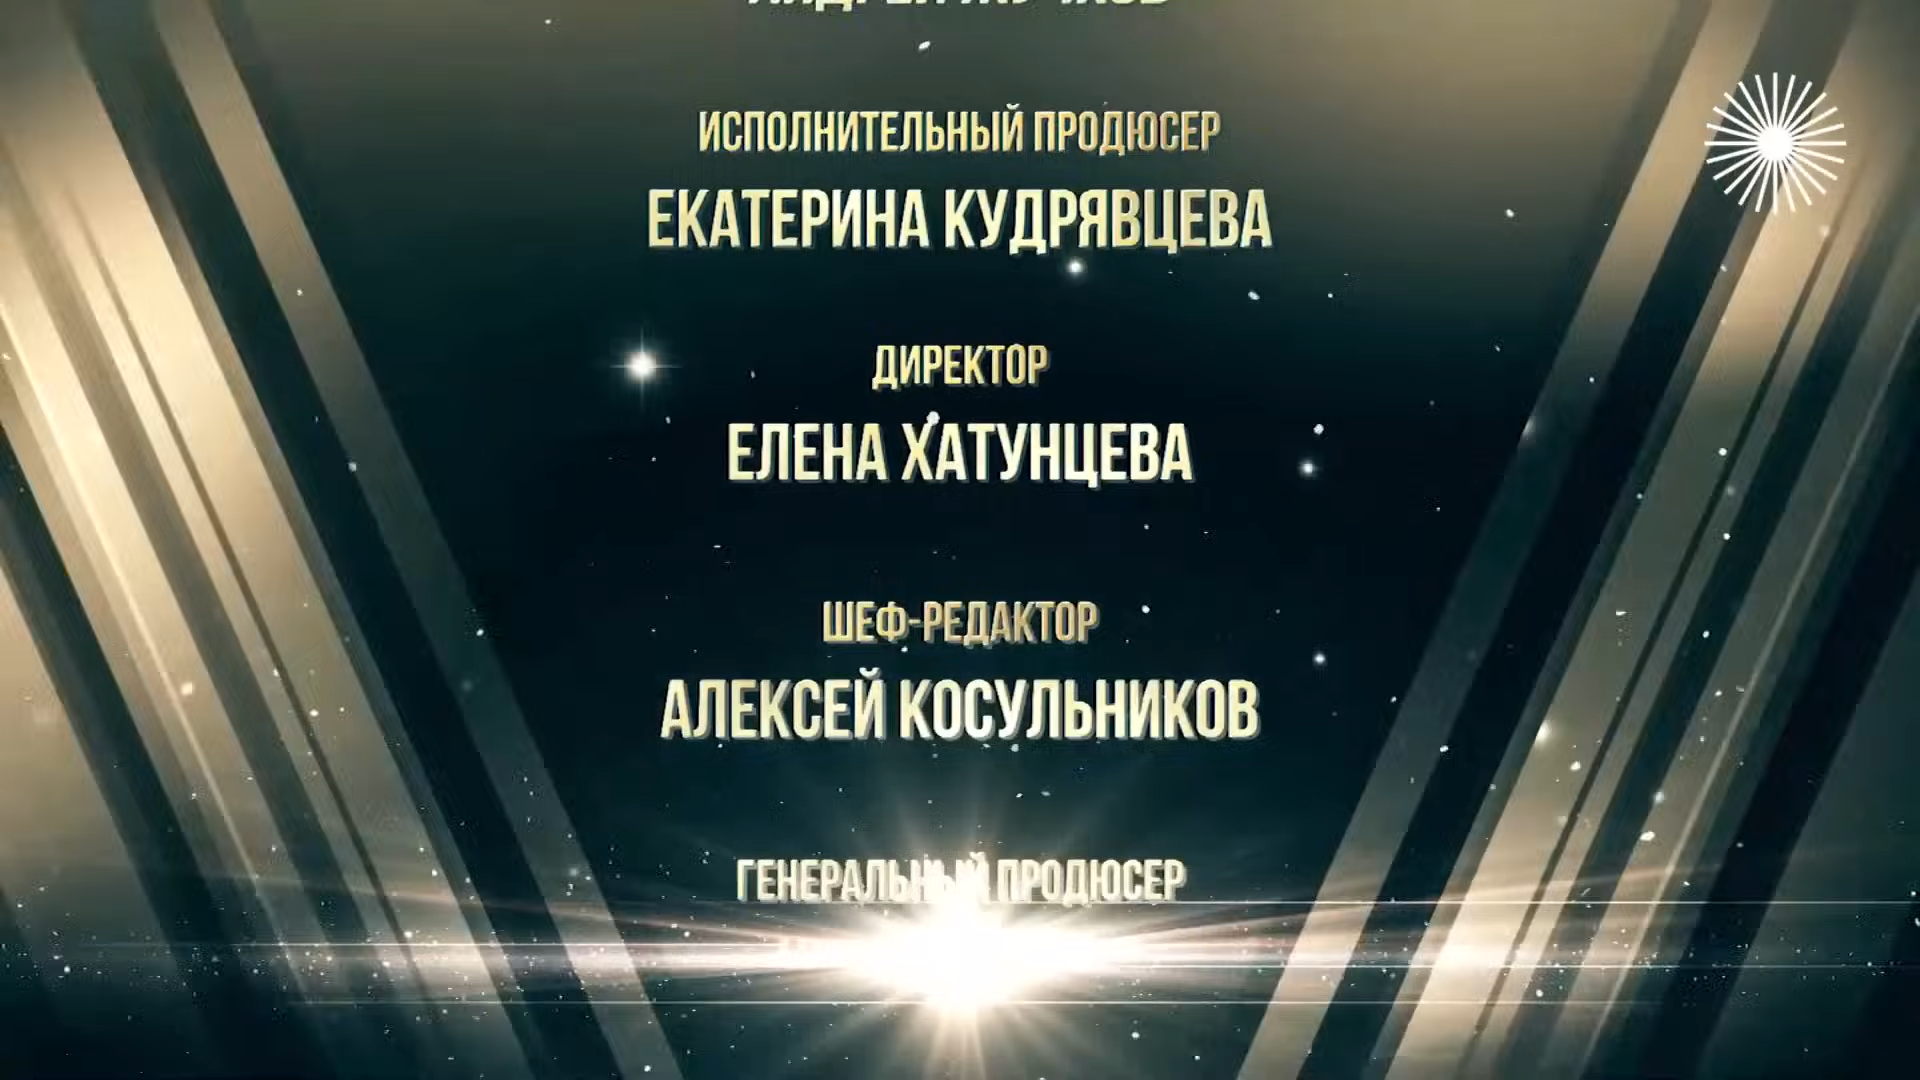 ИСПОЛНИТЕЛЬНЫЙ ПРОДЮСЕР
ЕКАТЕРИНА КУДРЯВЦЕВА
ДИРЕКТОР
ЕЛЕНА ХАТУНЦЕВА
ШЕФ-РЕДАКТОР
АЛЕКСЕЙ КОСУЛЬНИКОВ
ГЕНЕРАЛЬНЫЙ ПРОДЮСЕР